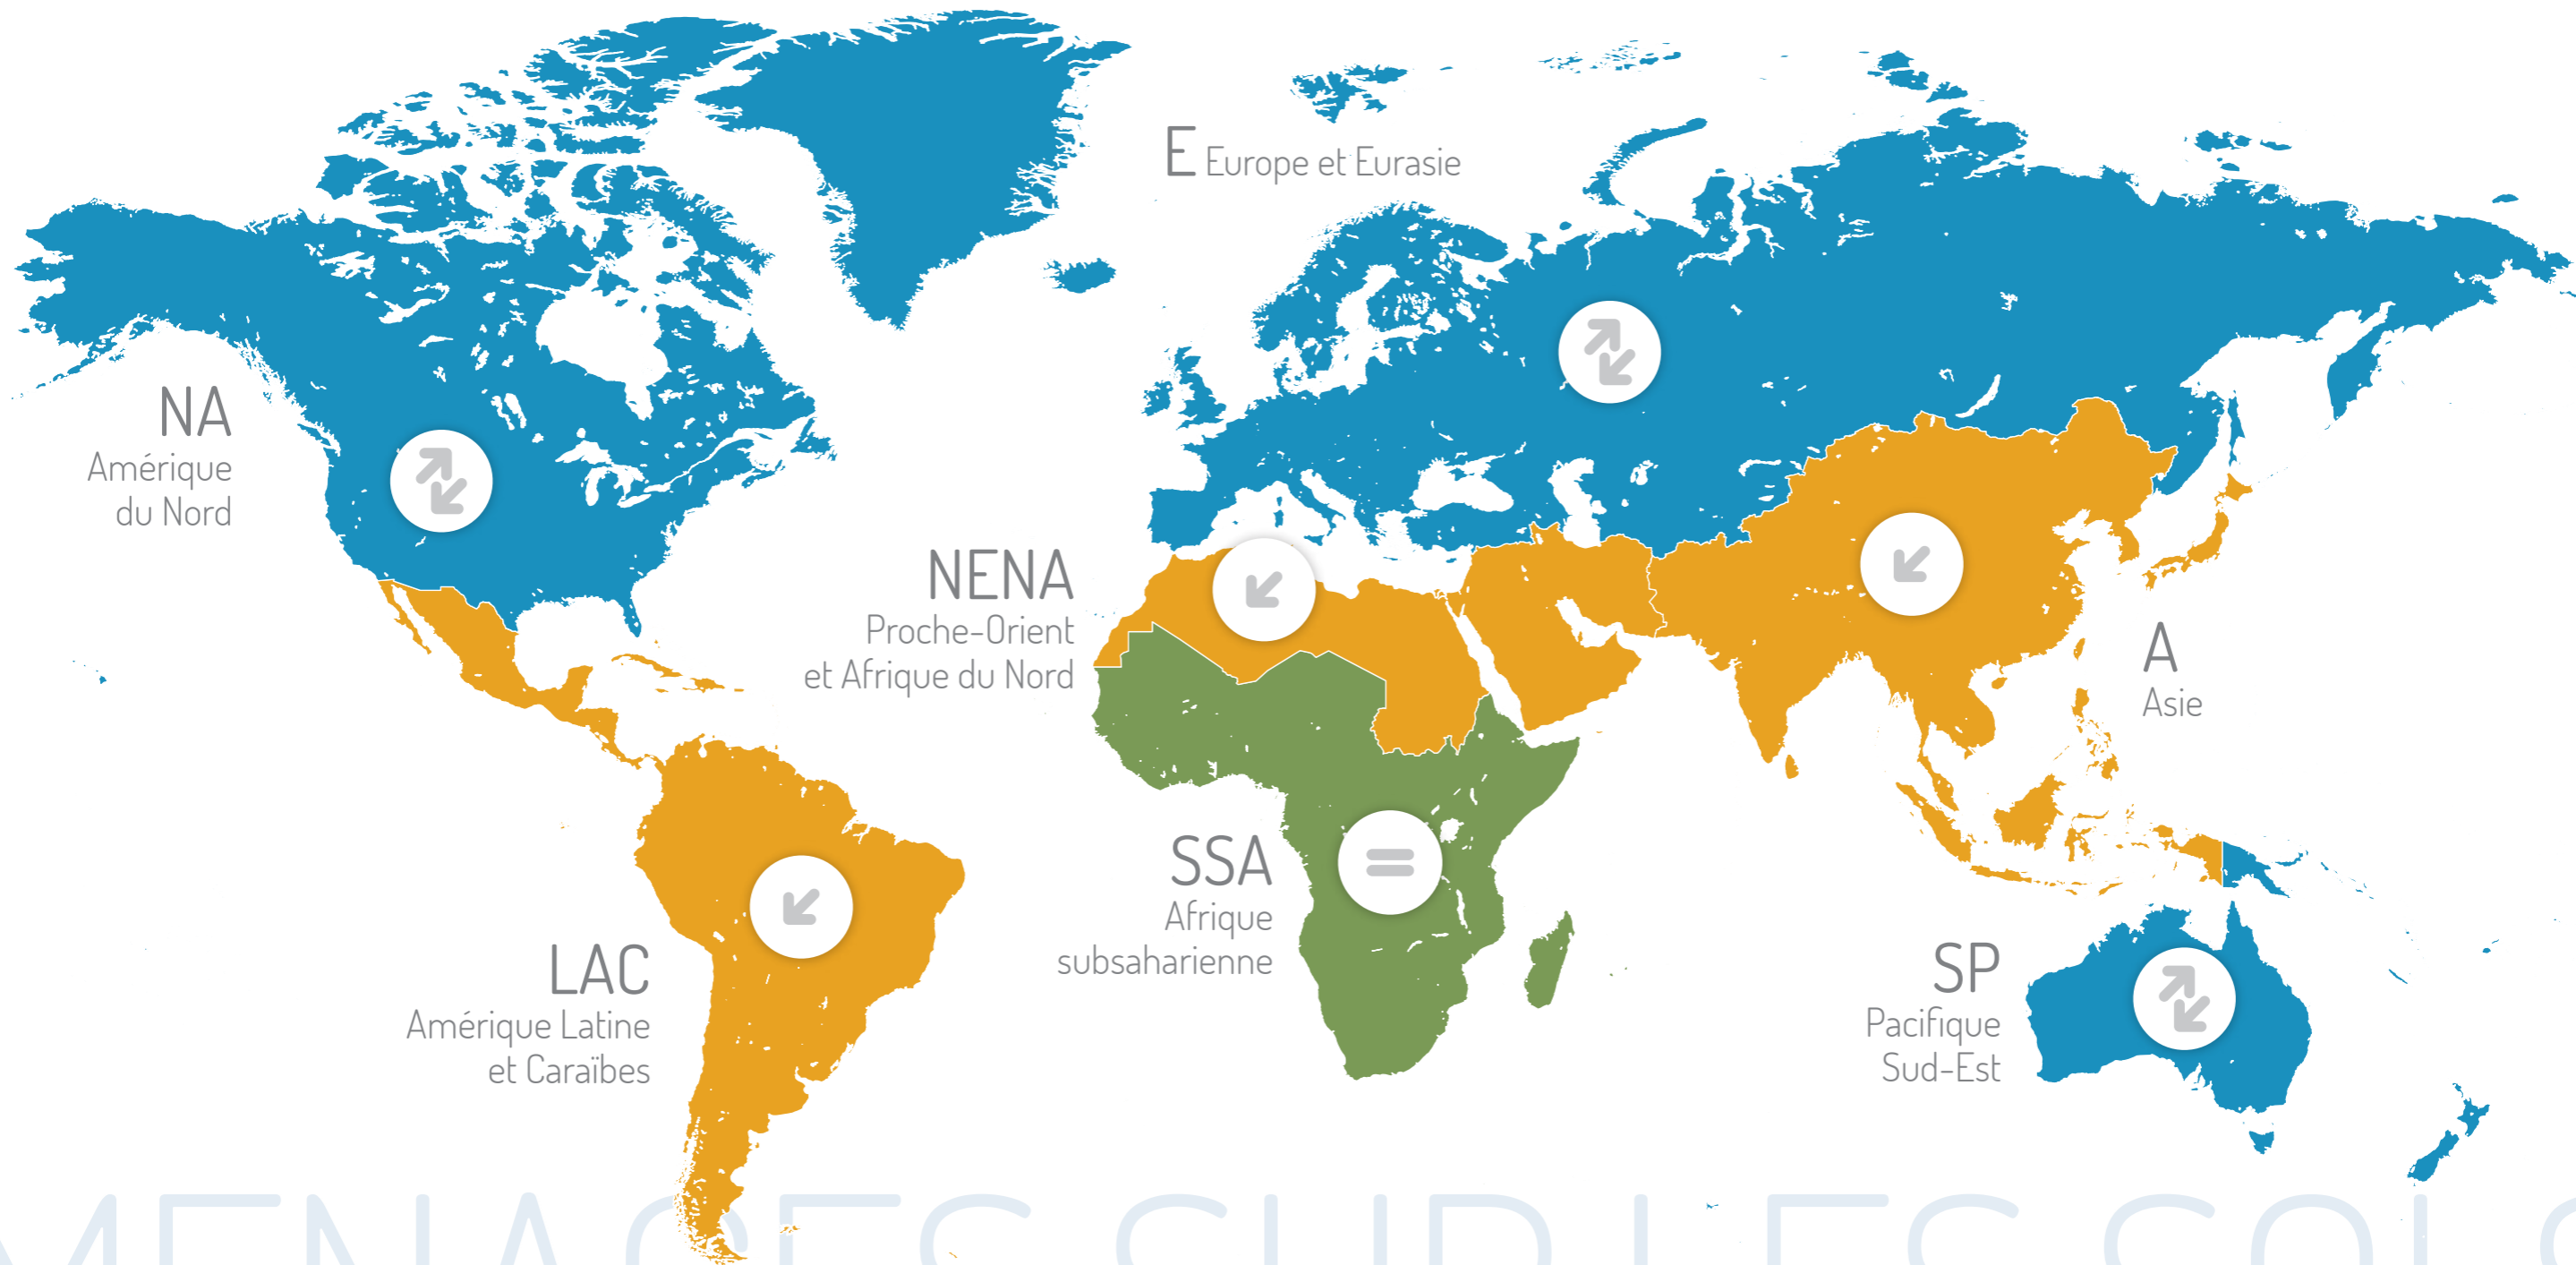 E Europe et Eurasie
NA
Amérique
du Nord
NENA
Proche-Orient
et Afrique du Nord
A
Asie
SSA
Afrique
subsaharienne
LAC
Amérique Latine
et Caraïbes
SP
Pacifique
Sud-Est